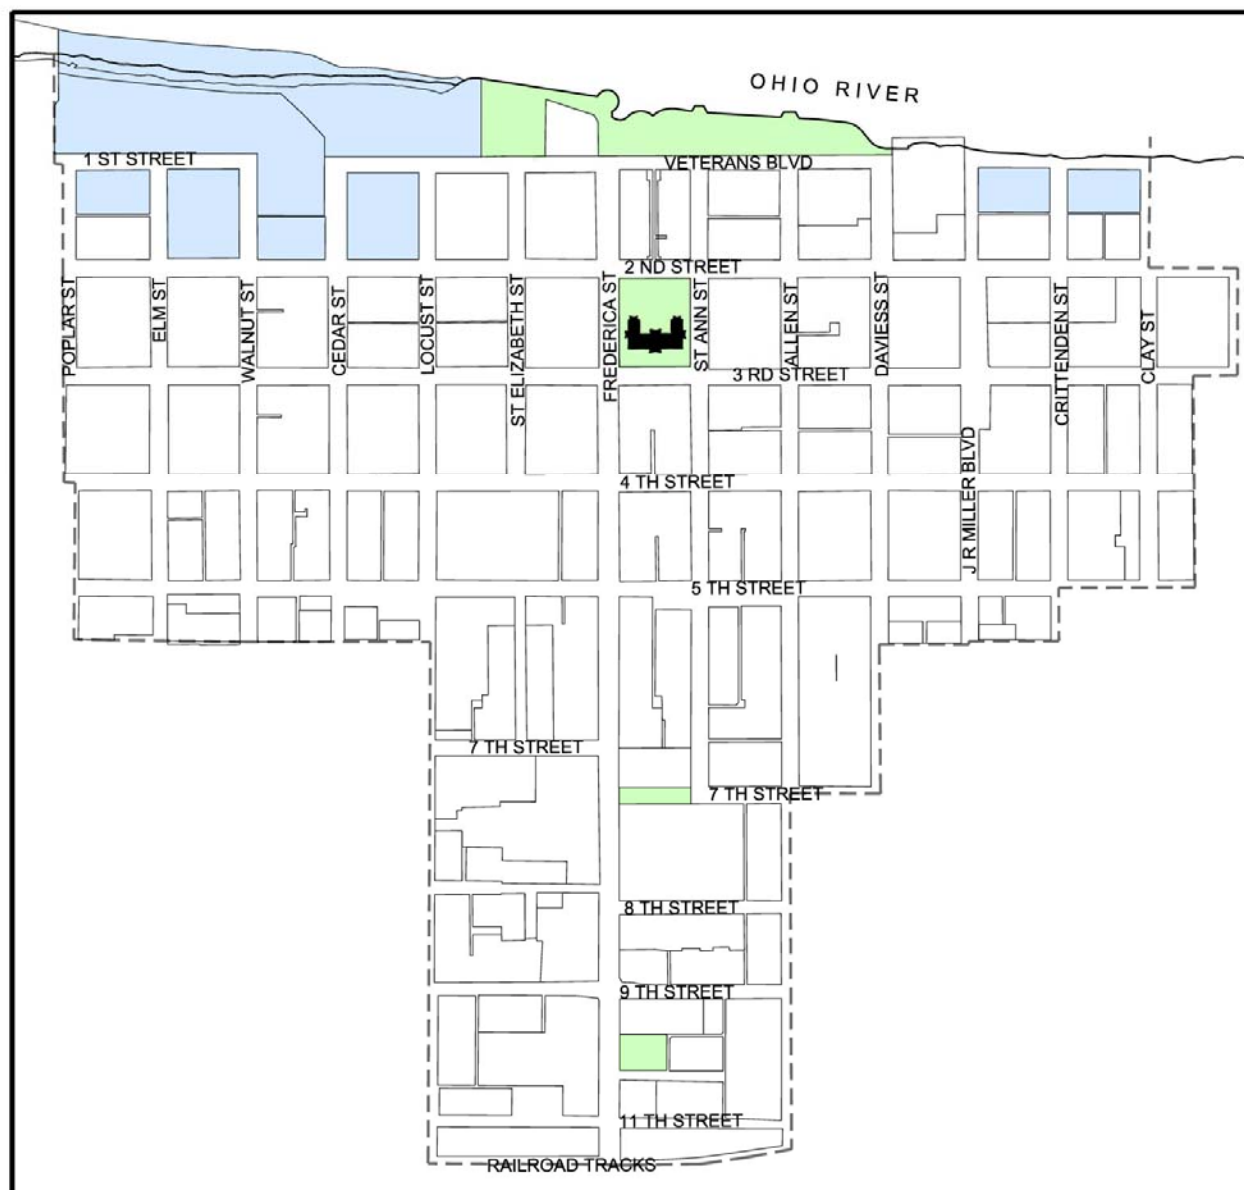 OHIO RIVER
1 ST STREET
VETERANS BLVD
2 ND STREET
POPLAR ST
ELM ST
WALNUT ST
CEDAR ST
LOCUST ST
ST ELIZABETH ST
FREDERICA ST
ST ANN ST
ALLEN ST
DAVIESS ST
CRITTENDEN ST
CLAY ST
3 RD STREET
J R MILLER BLVD
4 TH STREET
5 TH STREET
7 TH STREET
7 TH STREET
8 TH STREET
9 TH STREET
11 TH STREET
RAILROAD TRACKS